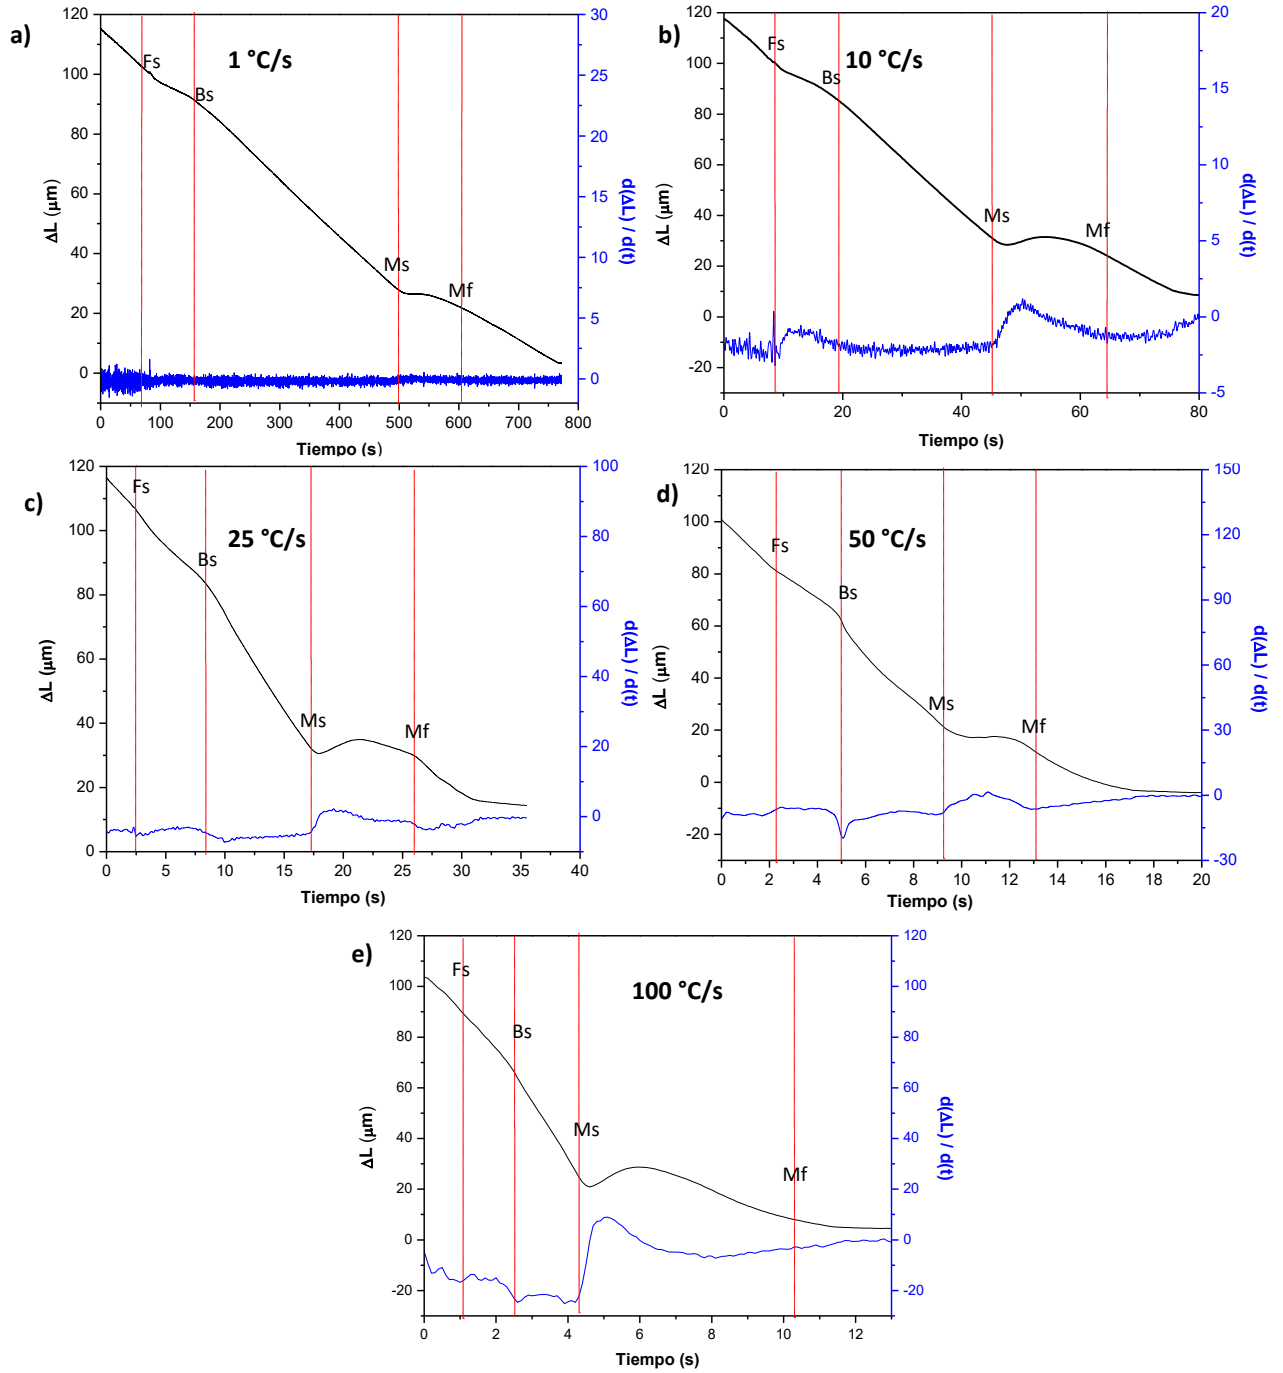 a)
1 °C/s
Fs
Bs
Ms
Mf
120
100
80
60
40
20
0
ΔL (µm)
30
25
20
15
10
5
0
d(ΔL) / d(t)
0 100 200 300 400 500 600 700 800
Tiempo (s)
b)
10 °C/s
Fs
Bs
Ms
Mf
120
100
80
60
40
20
0
-20
ΔL (µm)
20
15
10
5
0
-5
d(ΔL) / d(t)
0 20 40 60 80
Tiempo (s)
c)
25 °C/s
Fs
Bs
Ms
Mf
120
100
80
60
40
20
0
ΔL (µm)
100
80
60
40
20
0
d(ΔL) / d(t)
0 5 10 15 20 25 30 35 40
Tiempo (s)
d)
50 °C/s
Fs
Bs
Ms
Mf
120
100
80
60
40
20
0
-20
ΔL (µm)
150
120
90
60
30
0
-30
d(ΔL) / d(t)
0 2 4 6 8 10 12 14 16 18 20
Tiempo (s)
e)
100 °C/s
Fs
Bs
Ms
Mf
120
100
80
60
40
20
0
-20
ΔL (µm)
120
100
80
60
40
20
0
-20
d(ΔL) / d(t)
0 2 4 6 8 10 12
Tiempo (s)